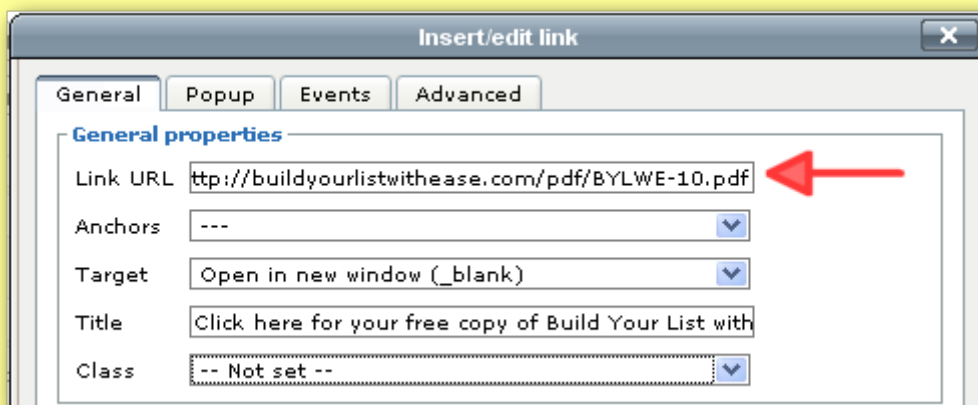 Insert/edit link
General Popup Events Advanced
General properties
Link URL ttp://buildyourlistwithease.com/pdf/BYLWE-10.pdf
Anchors ---
Target Open in new window (_blank)
Title Click here for your free copy of Build Your List with
Class -- Not set --